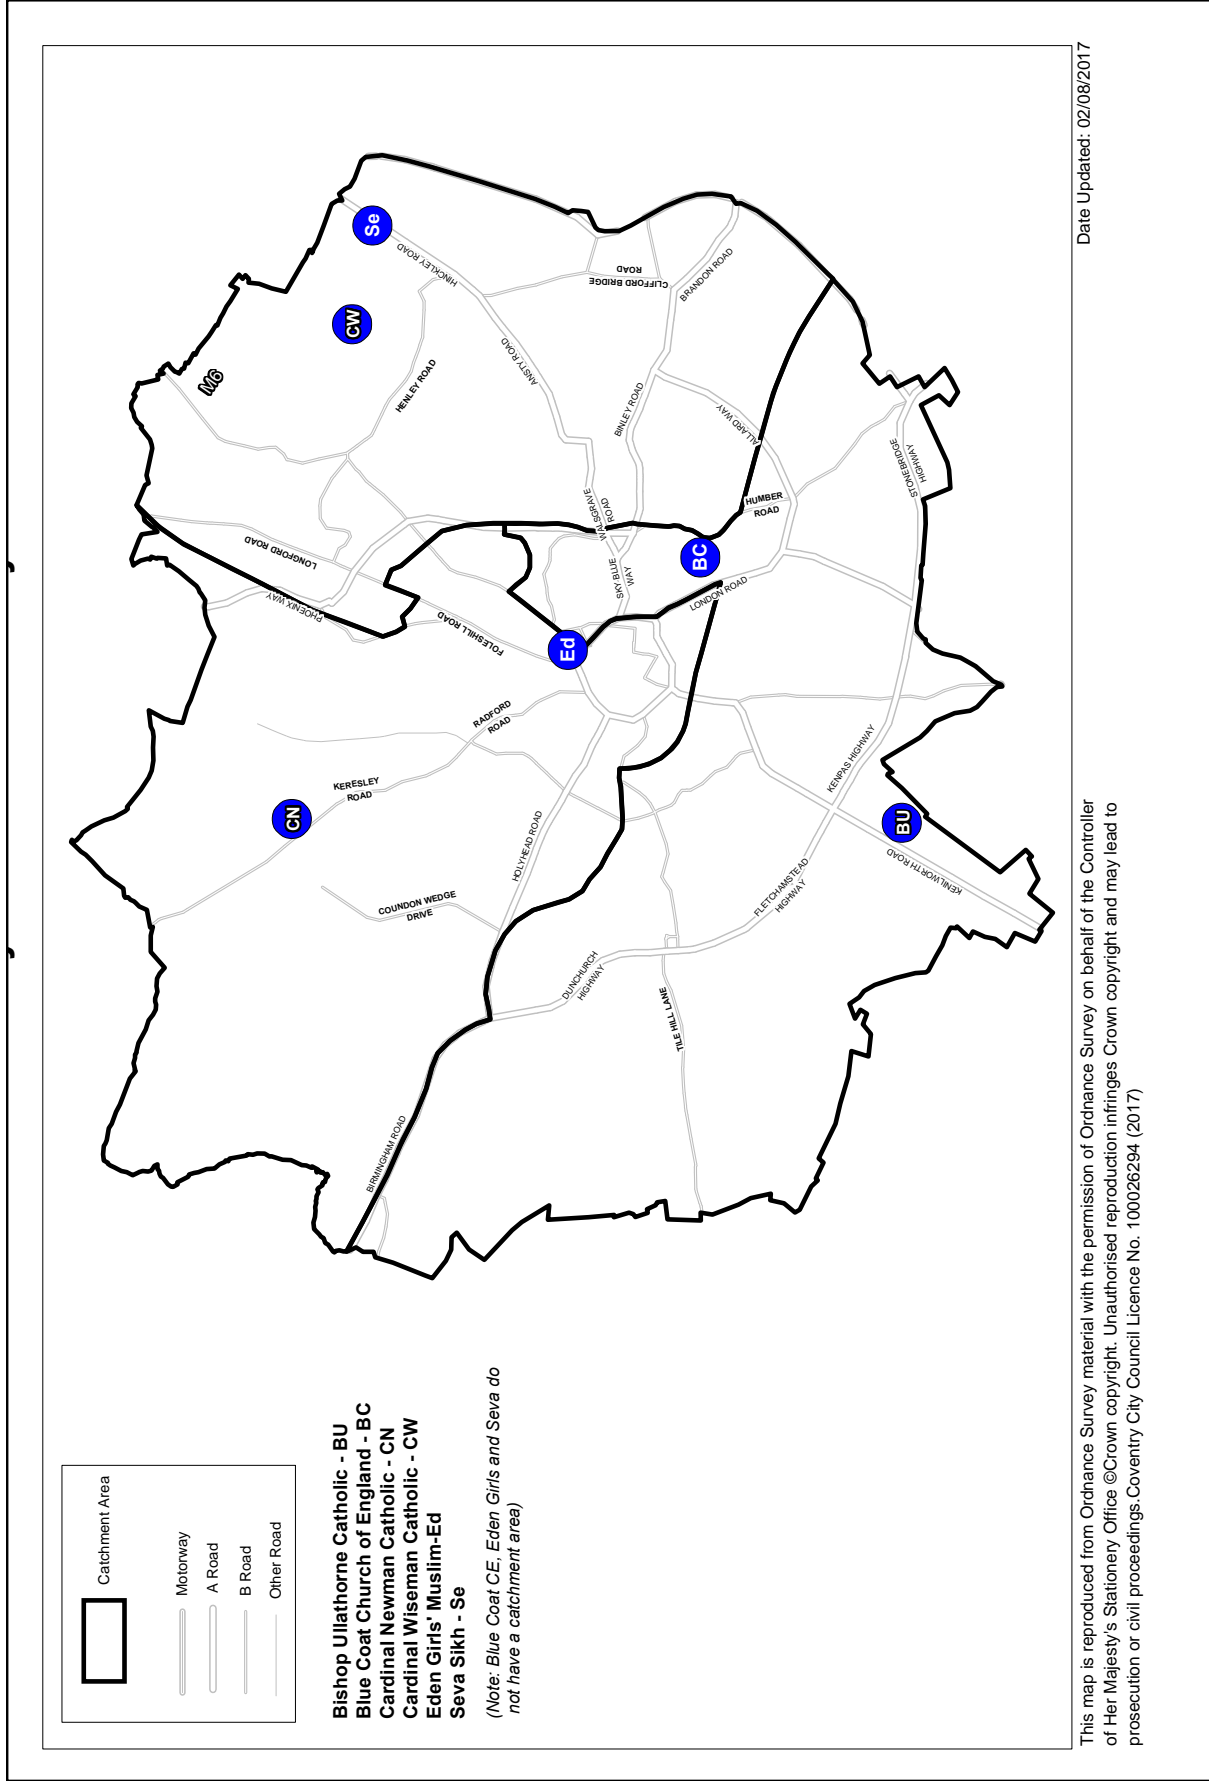 Catchment Area
Motorway
A Road
B Road
Other Road
Bishop Ullathorne Catholic - BU
Blue Coat Church of England - BC
Cardinal Newman Catholic - CN
Cardinal Wiseman Catholic - CW
Eden Girls' Muslim-Ed
Seva Sikh - Se
(Note: Blue Coat CE, Eden Girls and Seva do
not have a catchment area)
M6
Se
CW
HINCKLEY ROAD
HENLEY ROAD
ANSTY ROAD
CLIFFORD BRIDGE
ROAD
BRANDON ROAD
BINLEY ROAD
ALLARD WAY
WALSGRAVE
ROAD
LONGFORD ROAD
PHOENIX WAY
FOLESHILL ROAD
SKY BLUE
WAY
BC
HUMBER
ROAD
LONDON ROAD
STONEBRIDGE
HIGHWAY
Ed
RADFORD
ROAD
KERESLEY
ROAD
CN
HOLYHEAD ROAD
COUNDON WEDGE
DRIVE
KENPAS HIGHWAY
BU
KENILWORTH ROAD
FLETCHAMSTEAD
HIGHWAY
DUNCHURCH
HIGHWAY
TILE HILL LANE
BIRMINGHAM ROAD
This map is reproduced from Ordnance Survey material with the permission of Ordnance Survey on behalf of the Controller
of Her Majesty's Stationery Office ©Crown copyright. Unauthorised reproduction infringes Crown copyright and may lead to
prosecution or civil proceedings.Coventry City Council Licence No. 100026294 (2017)
Date Updated: 02/08/2017